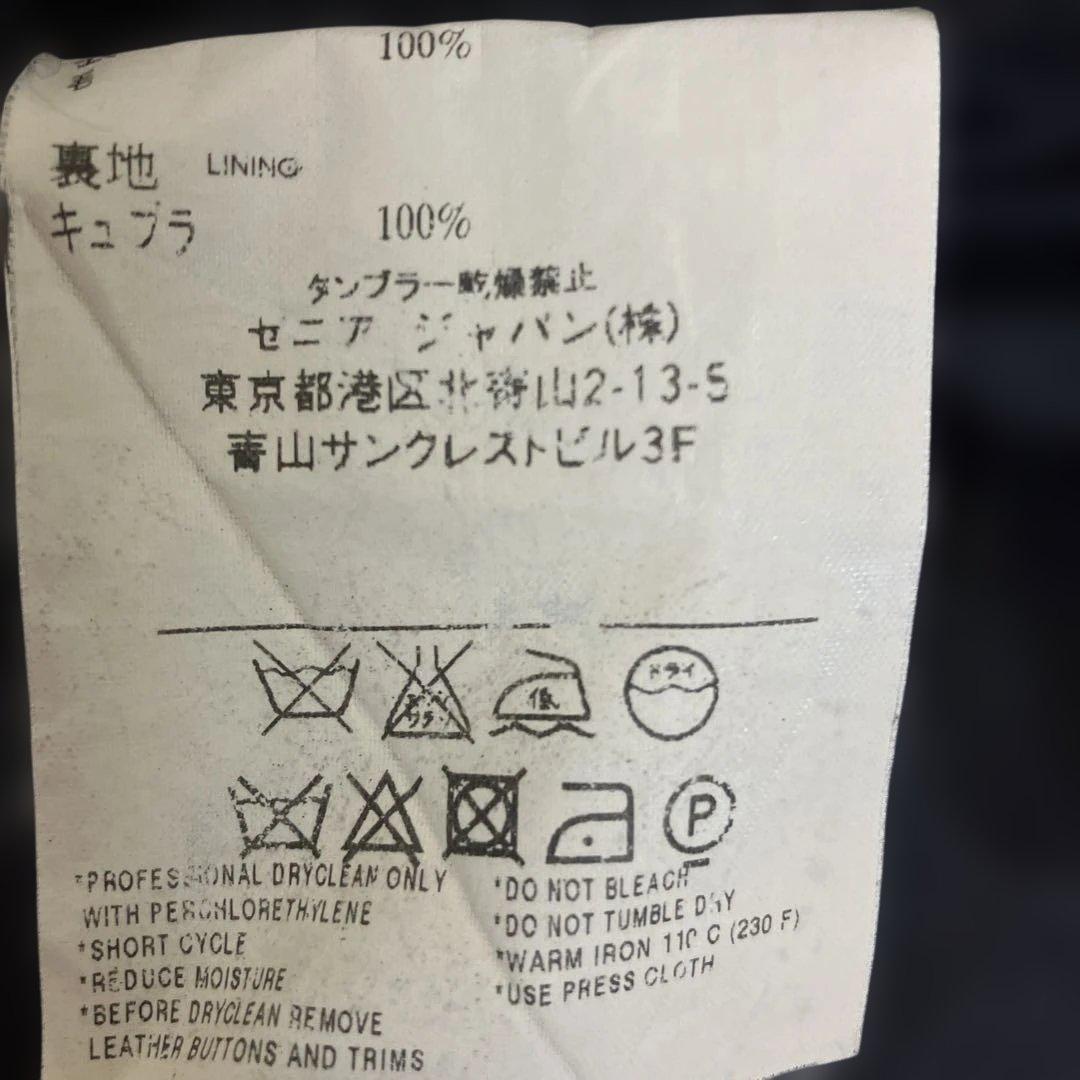 毛 100%
裏地 LINING
キュプラ 100%
タンブラー乾燥禁止
ゼニア ジャパン(株)
東京都港区北青山2-13-5
青山サンクレストビル3F
低
ドライ
P
*PROFESSIONAL DRYCLEAN ONLY
WITH PERCHLORETHYLENE
*SHORT CYCLE
*REDUCE MOISTURE
*BEFORE DRYCLEAN REMOVE
LEATHER BUTTONS AND TRIMS
*DO NOT BLEACH
*DO NOT TUMBLE DRY
*WARM IRON 110 C (230 F)
*USE PRESS CLOTH